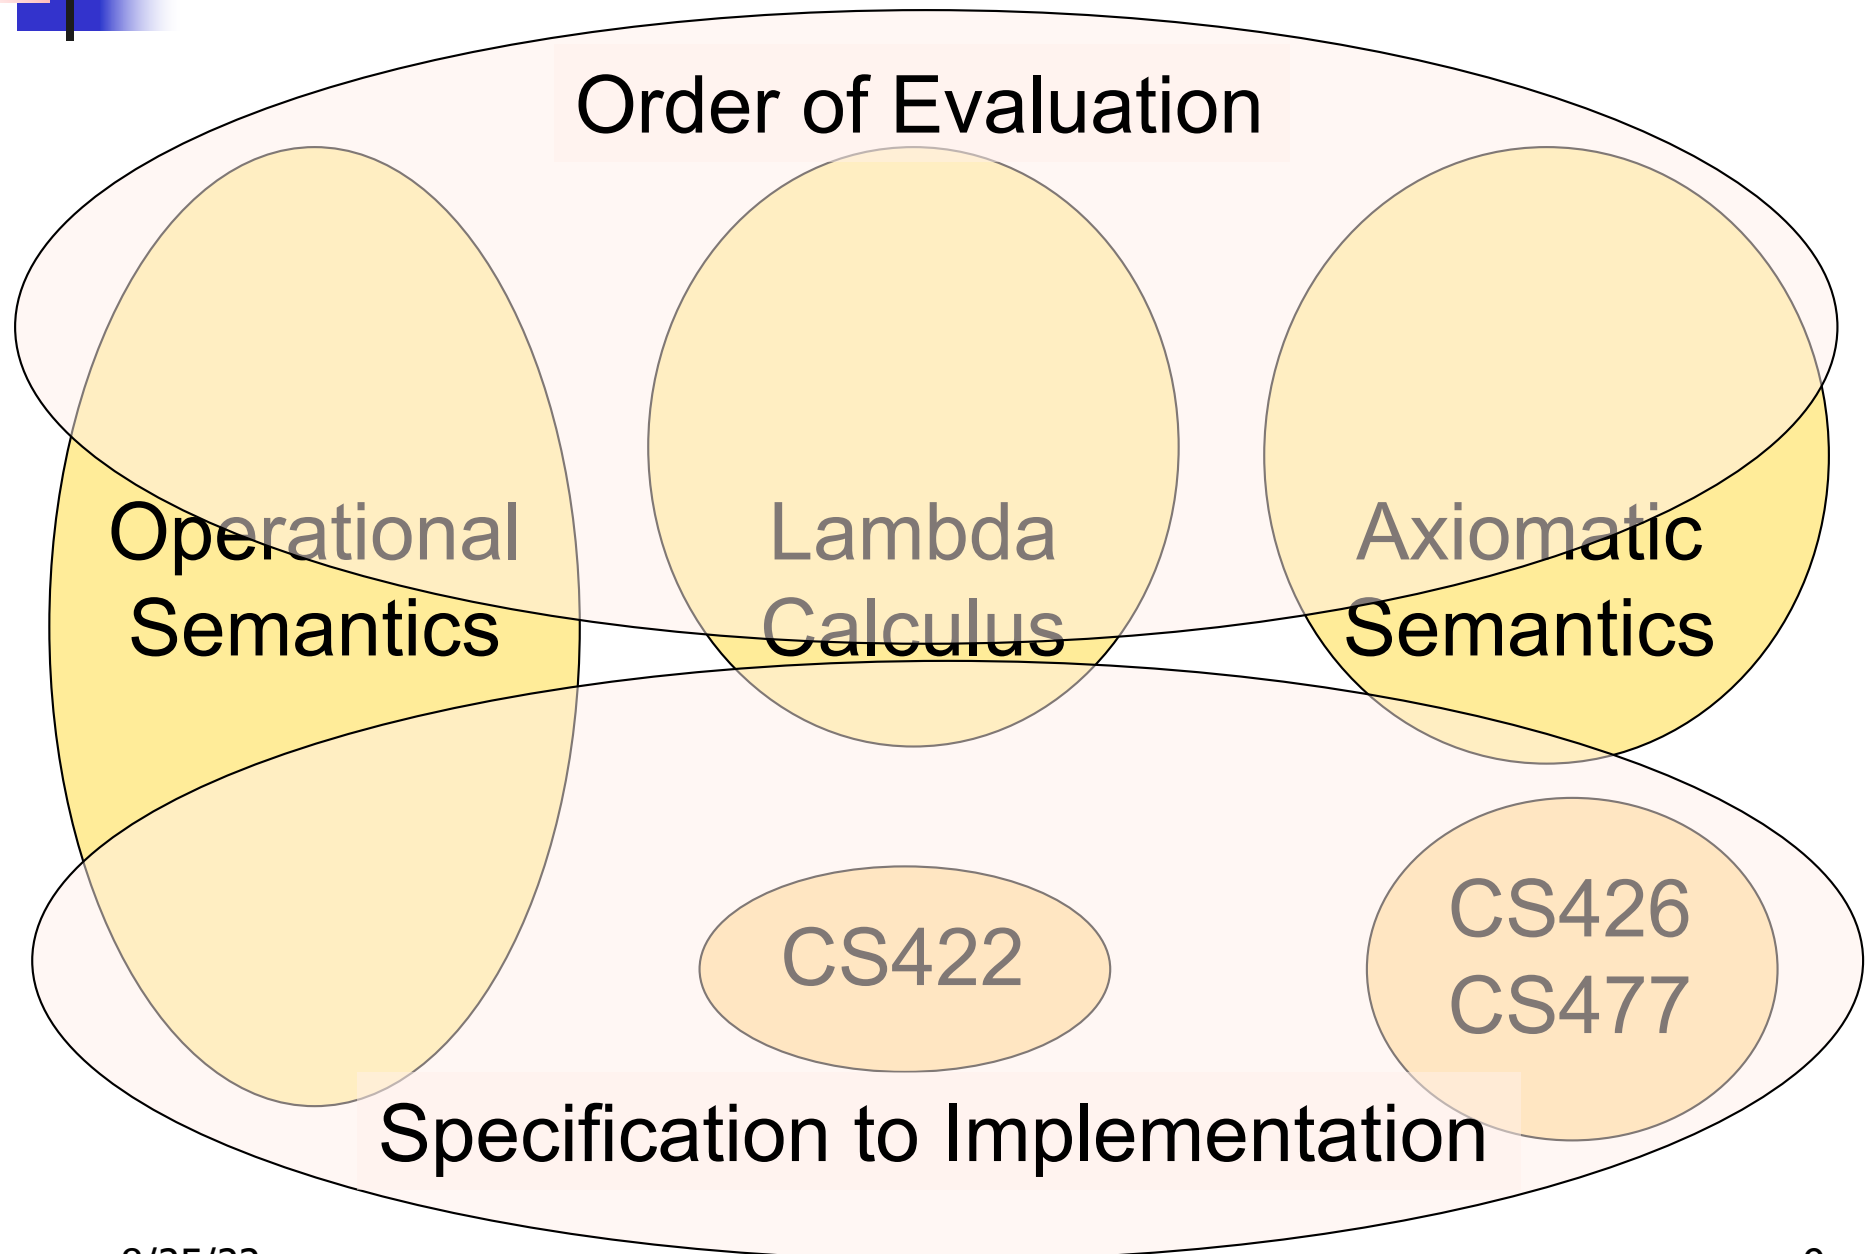 Order of Evaluation
Operational
Semantics
Lambda
Calculus
Axiomatic
Semantics
CS422
CS426
CS477
Specification to Implementation